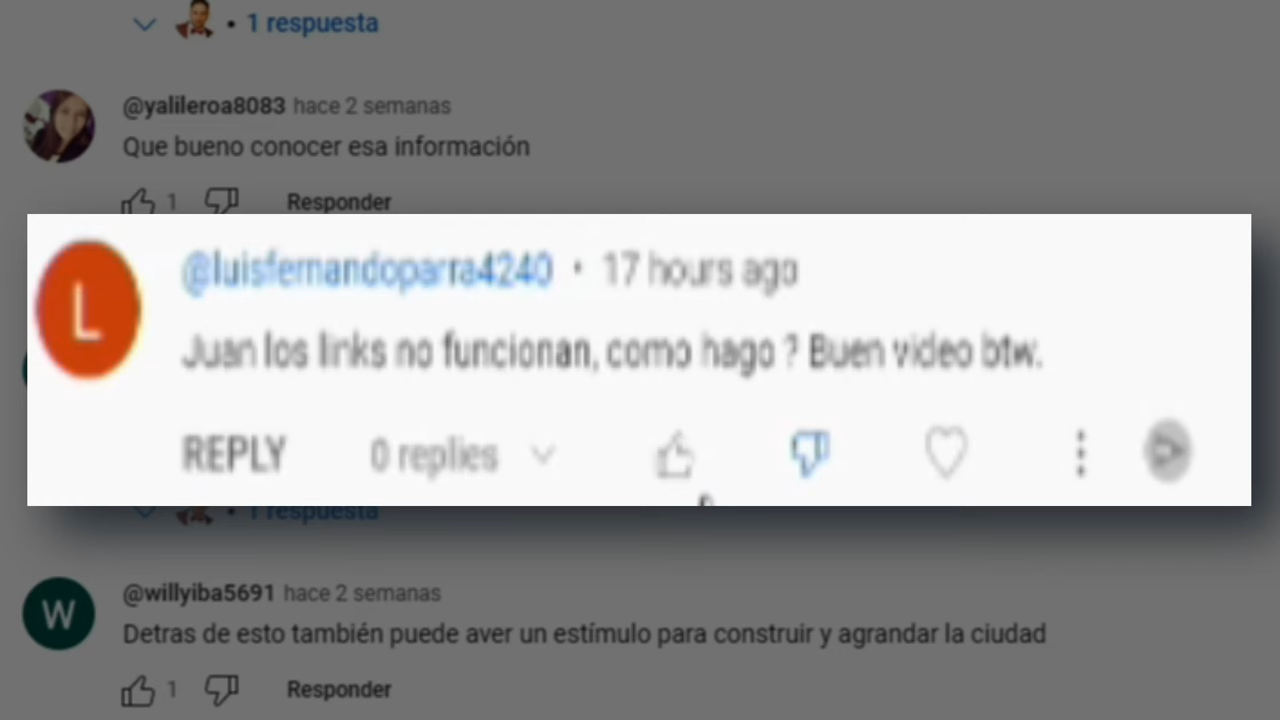 • 1 respuesta
@yalileroa8083 hace 2 semanas
Que bueno conocer esa información
1 Responder
L @luisfernandoparra4240 • 17 hours ago
Juan los links no funcionan, como hago ? Buen video btw.
REPLY 0 replies
• 1 respuesta
W @willyiba5691 hace 2 semanas
Detras de esto también puede aver un estímulo para construir y agrandar la ciudad
1 Responder